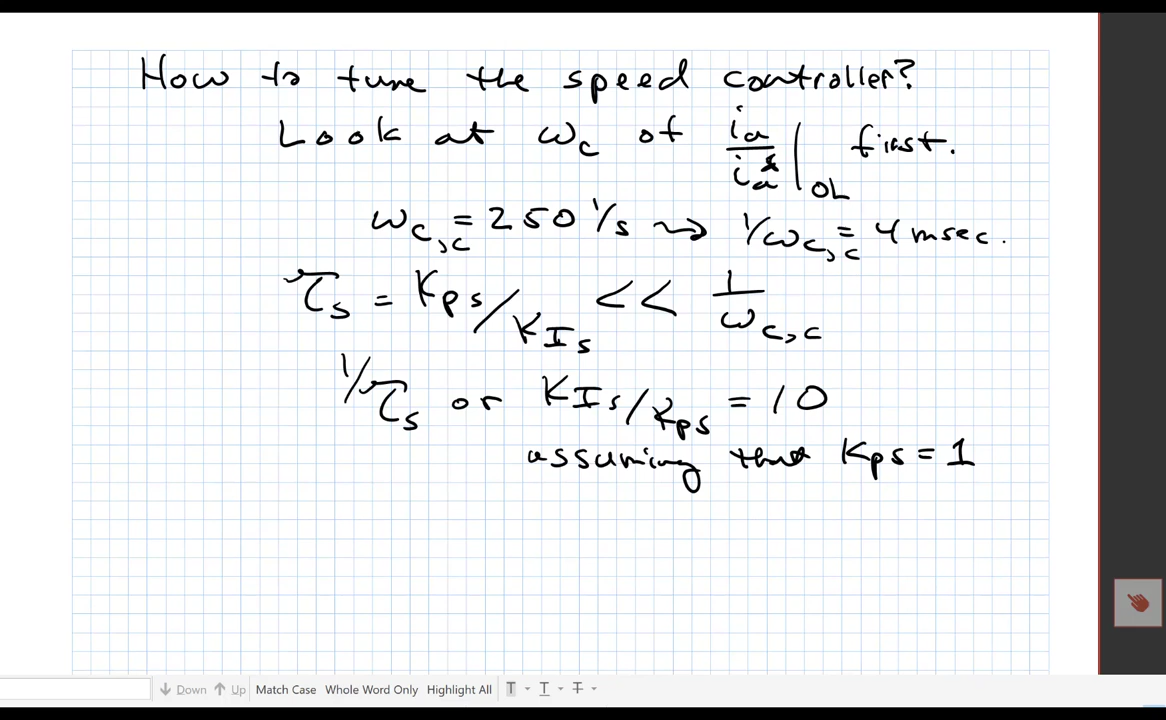 How to tune the speed controller?
Look at ωc of ia/ia* |OL first.
ωc,c = 250 1/s ⇝ 1/ωc,c = 4 msec.
τs = Kps/KIs << 1/ωc,c
1/τs or KIs/Kps = 10
assuming that Kps = 1
Down Up Match Case Whole Word Only Highlight All T T T